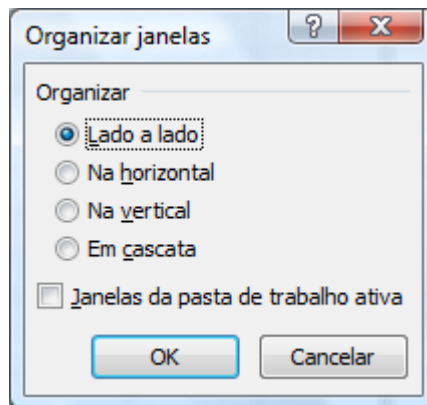 Organizar janelas
?
X
Organizar
Lado a lado
Na horizontal
Na vertical
Em cascata
Janelas da pasta de trabalho ativa
OK Cancelar